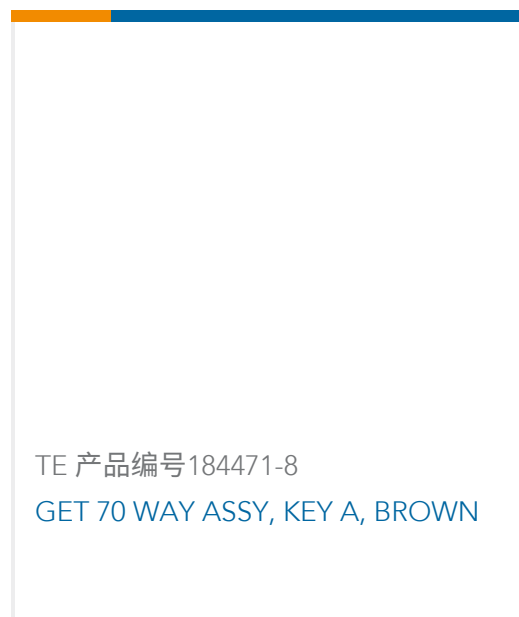 TE 产品编号184471-8
GET 70 WAY ASSY, KEY A, BROWN